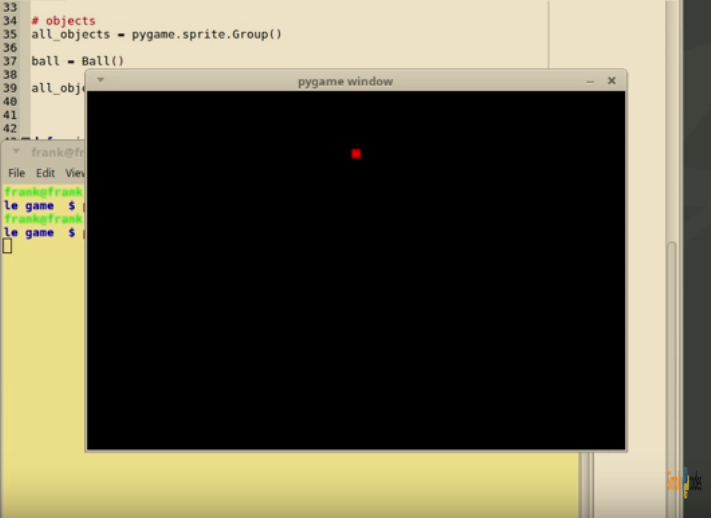 33
34 # objects
35 all_objects = pygame.sprite.Group()
36
37 ball = Ball()
38
39 all_obje
40
41
42
pygame window
frank@fr
File Edit View
frank@frank
le game $
frank@frank
le game $